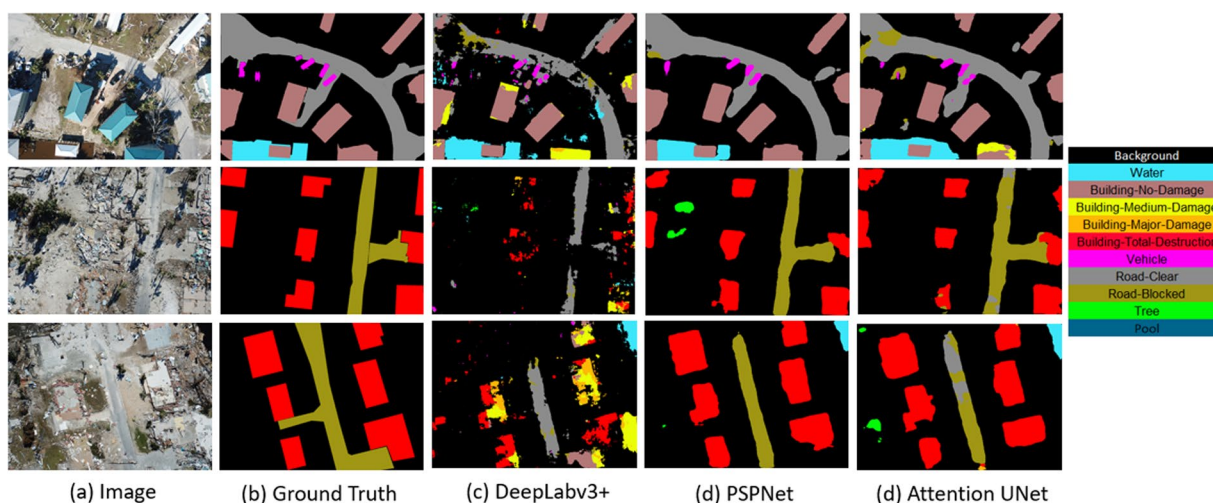 Background
Water
Building-No-Damage
Building-Medium-Damage
Building-Major-Damage
Building-Total-Destruction
Vehicle
Road-Clear
Road-Blocked
Tree
Pool
(a) Image (b) Ground Truth (c) DeepLabv3+ (d) PSPNet (d) Attention UNet